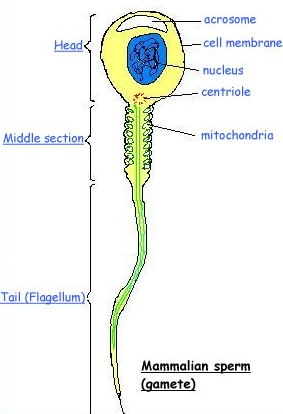 acrosome
Head
cell membrane
nucleus
centriole
Middle section
mitochondria
Tail (Flagellum)
Mammalian sperm
(gamete)